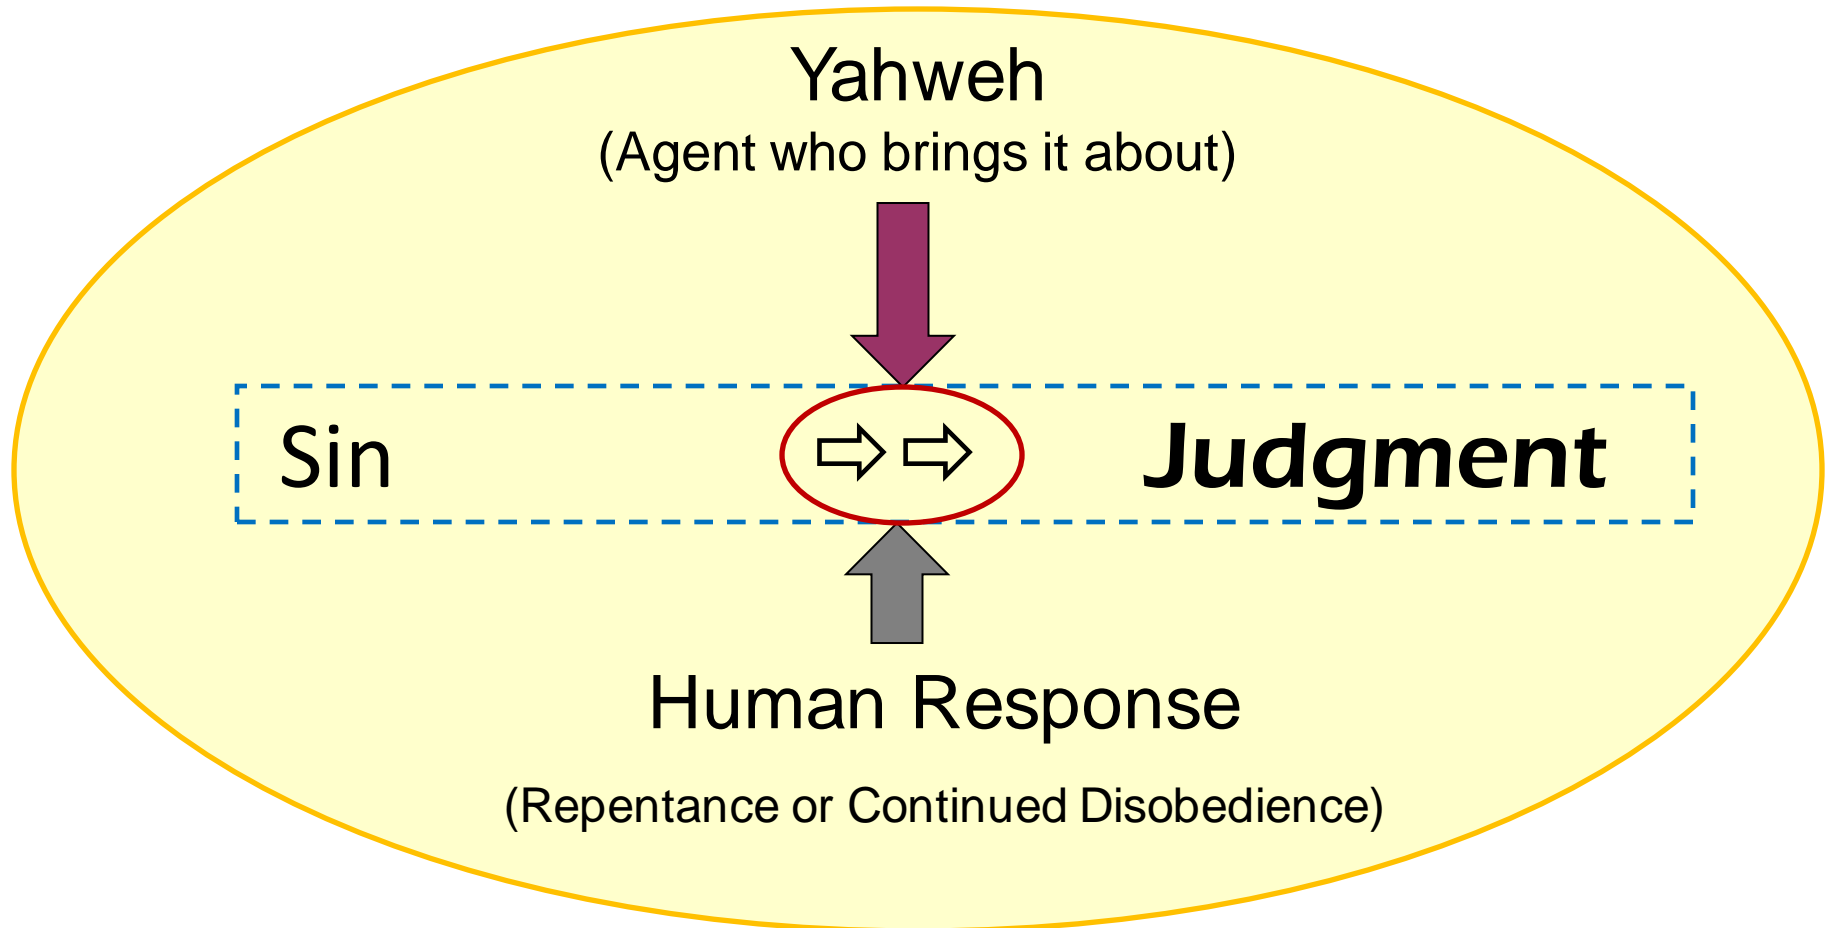 Yahweh
(Agent who brings it about)
Sin Judgment
Human Response
(Repentance or Continued Disobedience)